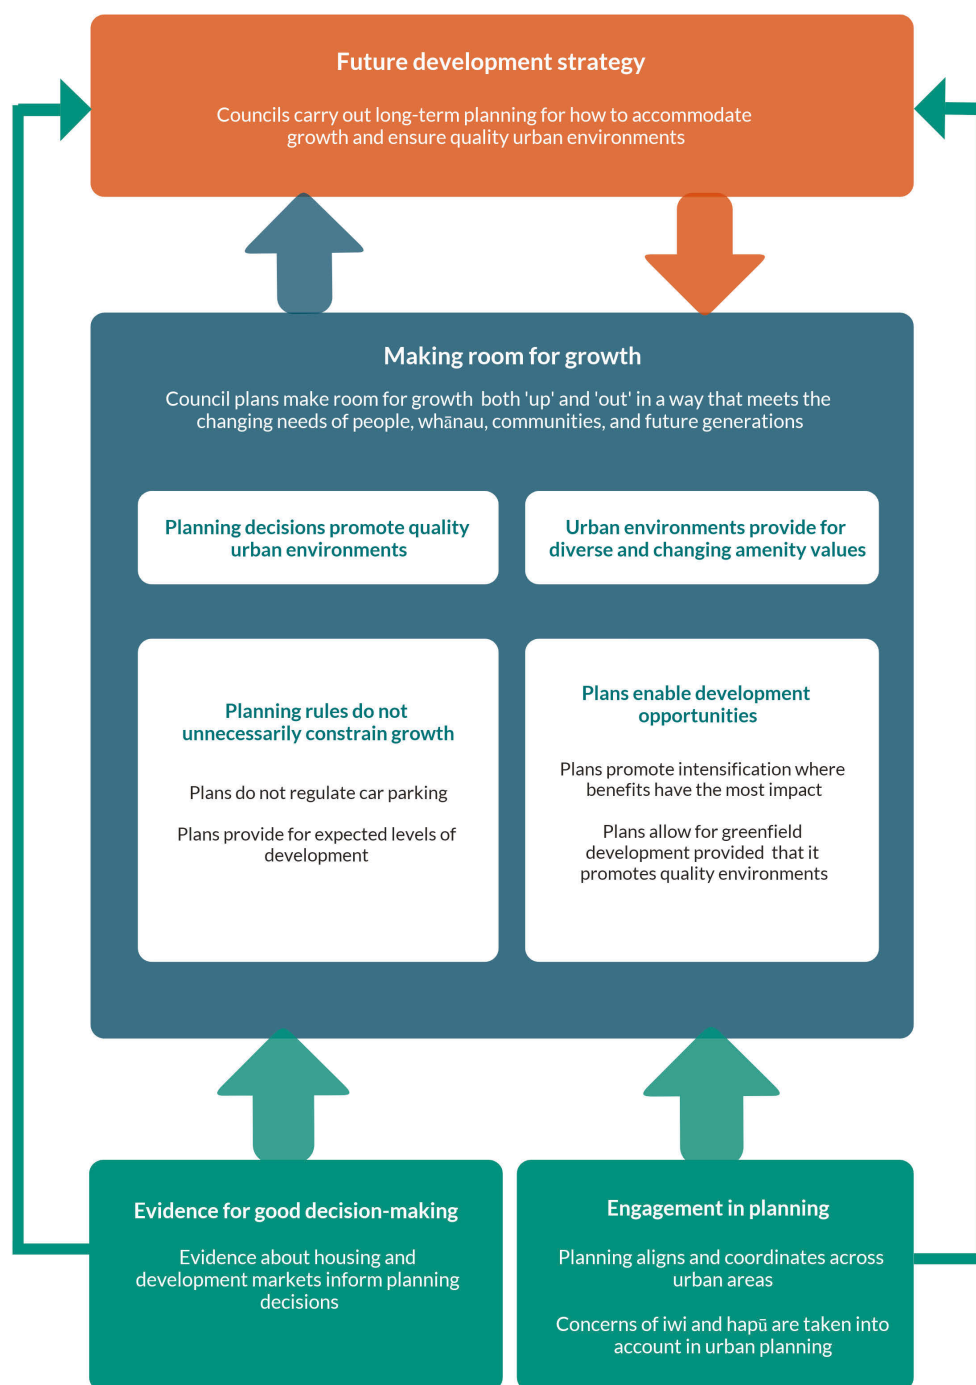 Future development strategy
Councils carry out long-term planning for how to accommodate
growth and ensure quality urban environments
Making room for growth
Council plans make room for growth both 'up' and 'out' in a way that meets the
changing needs of people, whānau, communities, and future generations
Planning decisions promote quality
urban environments
Urban environments provide for
diverse and changing amenity values
Planning rules do not
unnecessarily constrain growth
Plans do not regulate car parking
Plans provide for expected levels of
development
Plans enable development
opportunities
Plans promote intensification where
benefits have the most impact
Plans allow for greenfield
development provided that it
promotes quality environments
Evidence for good decision-making
Evidence about housing and
development markets inform planning
decisions
Engagement in planning
Planning aligns and coordinates across
urban areas
Concerns of iwi and hapū are taken into
account in urban planning